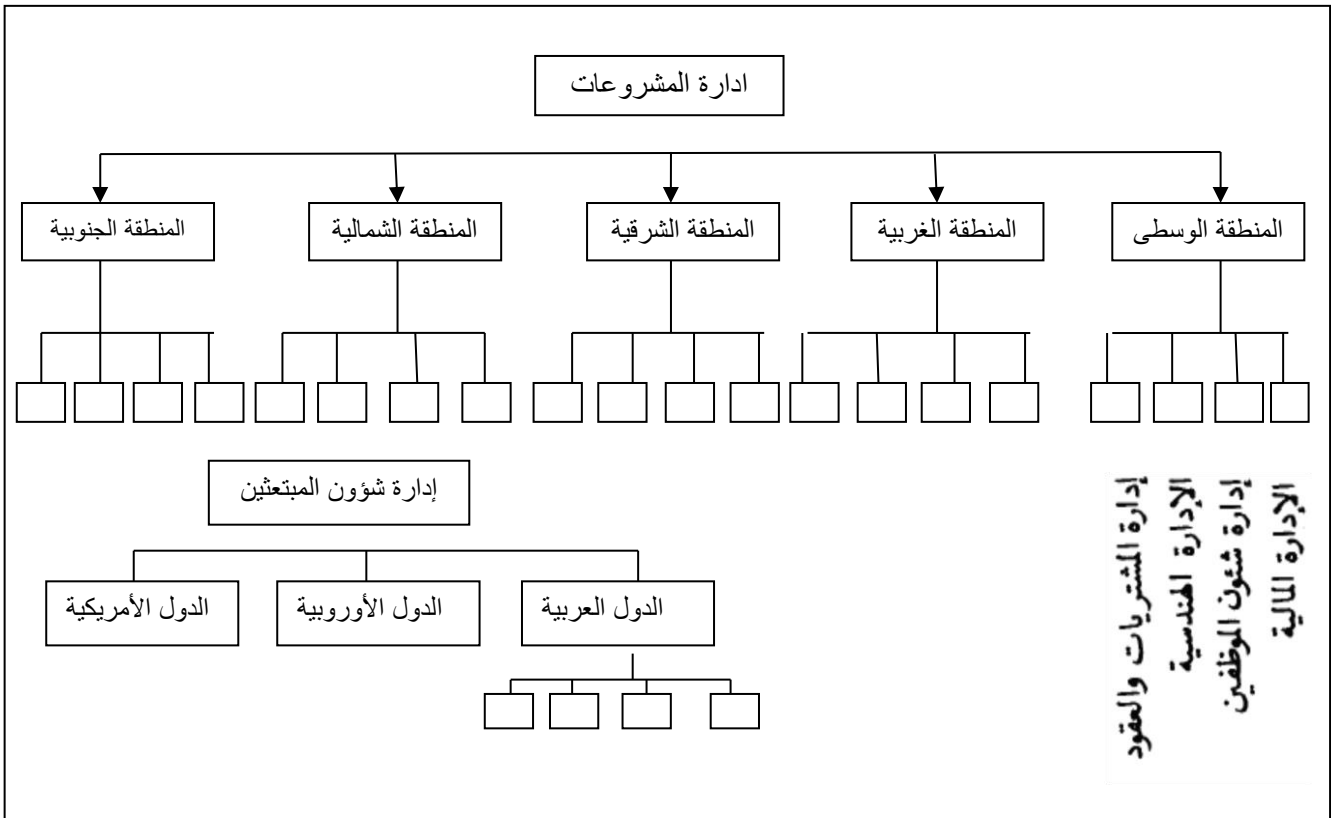 ادارة المشروعات
المنطقة الوسطى
المنطقة الغربية
المنطقة الشرقية
المنطقة الشمالية
المنطقة الجنوبية
الإدارة المالية
إدارة شئون الموظفين
الإدارة الهندسية
إدارة المشتريات والعقود
إدارة شؤون المبتعثين
الدول العربية
الدول الأوروبية
الدول الأمريكية